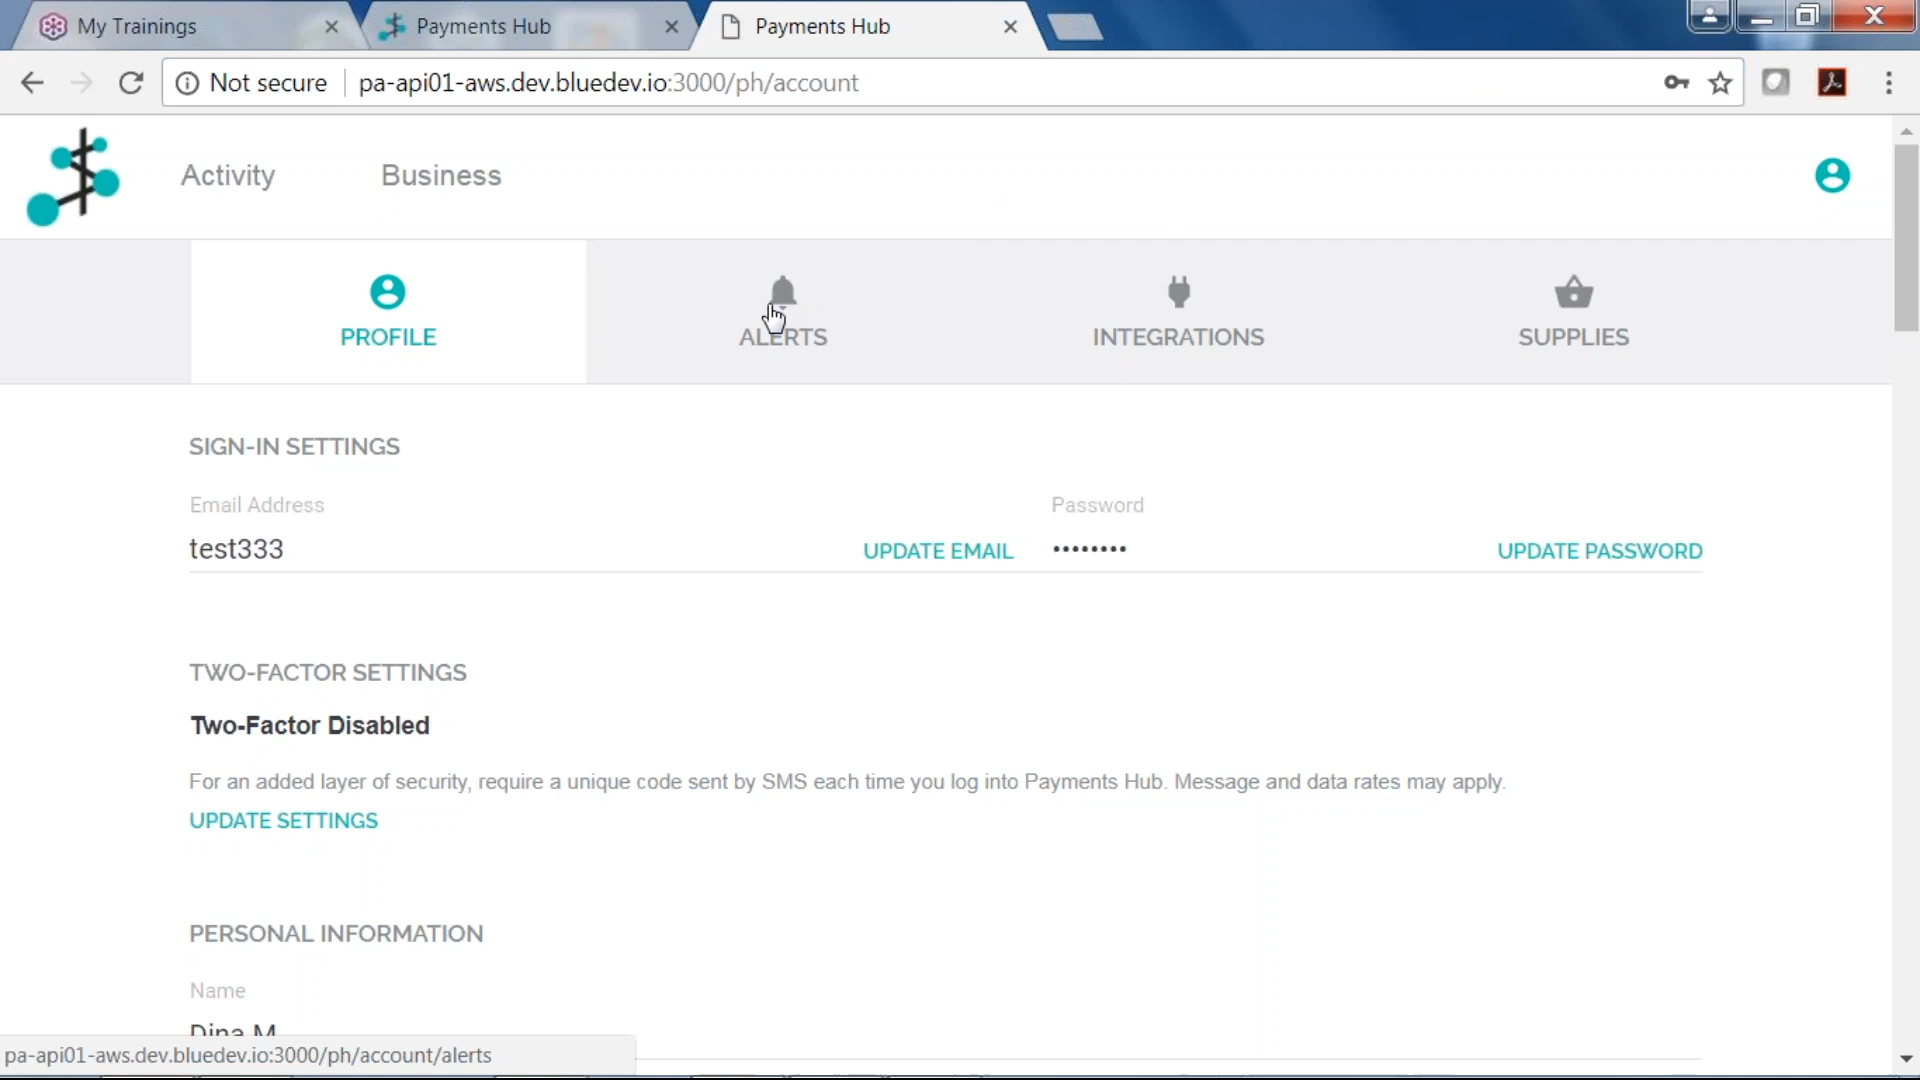 My Trainings
Payments Hub
Payments Hub
Not secure
pa-api01-aws.dev.bluedev.io:3000/ph/account
Activity
Business
PROFILE
ALERTS
INTEGRATIONS
SUPPLIES
SIGN-IN SETTINGS
Email Address
Password
test333
UPDATE EMAIL
••••••••
UPDATE PASSWORD
TWO-FACTOR SETTINGS
Two-Factor Disabled
For an added layer of security, require a unique code sent by SMS each time you log into Payments Hub. Message and data rates may apply.
UPDATE SETTINGS
PERSONAL INFORMATION
Name
Dina M
pa-api01-aws.dev.bluedev.io:3000/ph/account/alerts